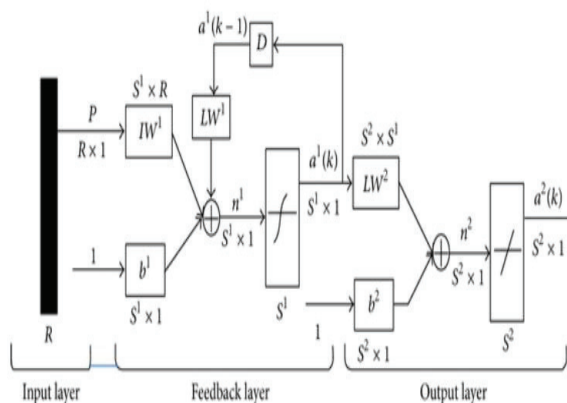 a¹(k−1)
D
S¹ × R
P
IW¹
LW¹
R × 1
S² × S¹
a¹(k)
LW²
a²(k)
n¹
S¹ × 1
S¹ × 1
n²
S² × 1
S² × 1
1
b¹
S¹ × 1
S¹
1
b²
S² × 1
S²
R
Input layer
Feedback layer
Output layer